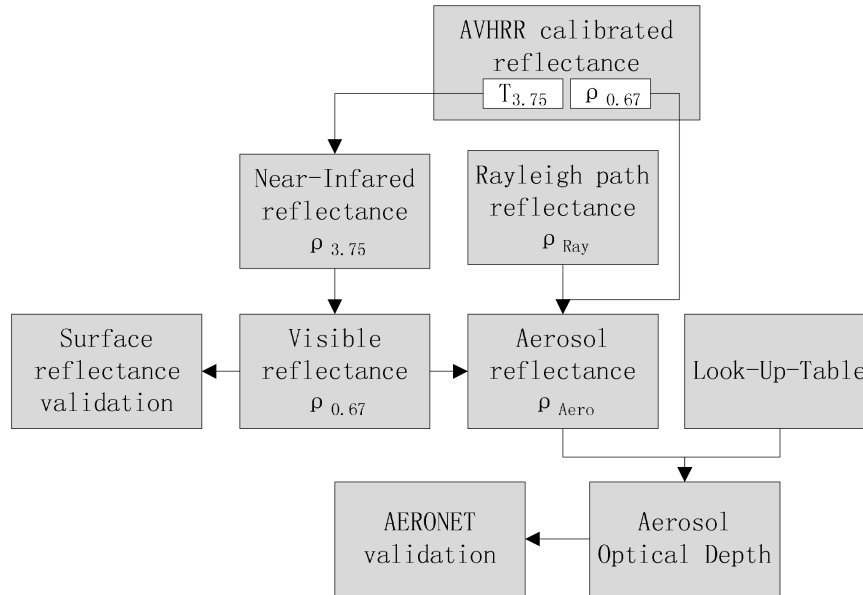 AVHRR calibrated
reflectance
T3.75
ρ 0.67
Near-Infared
reflectance
ρ 3.75
Rayleigh path
reflectance
ρ Ray
Surface
reflectance
validation
Visible
reflectance
ρ 0.67
Aerosol
reflectance
ρ Aero
Look-Up-Table
AERONET
validation
Aerosol
Optical Depth